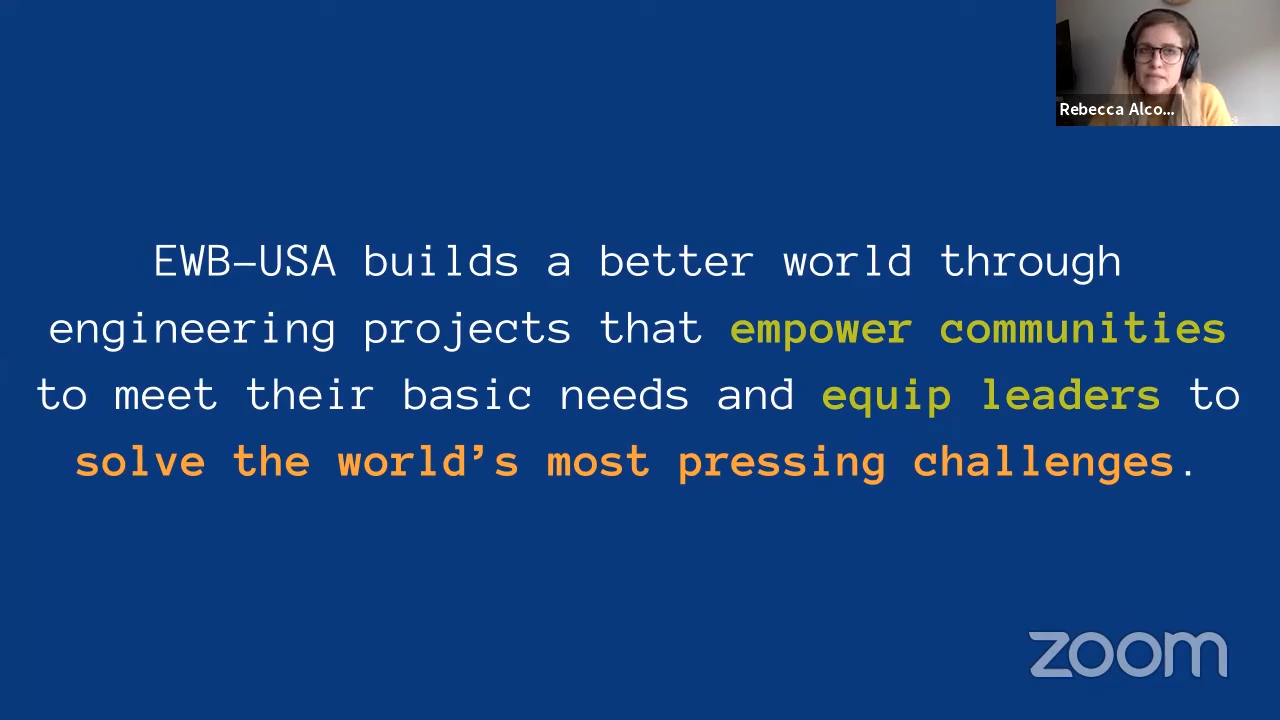 Rebecca Alco...
EWB–USA builds a better world through
engineering projects that empower communities
to meet their basic needs and equip leaders to
solve the world’s most pressing challenges.
zoom